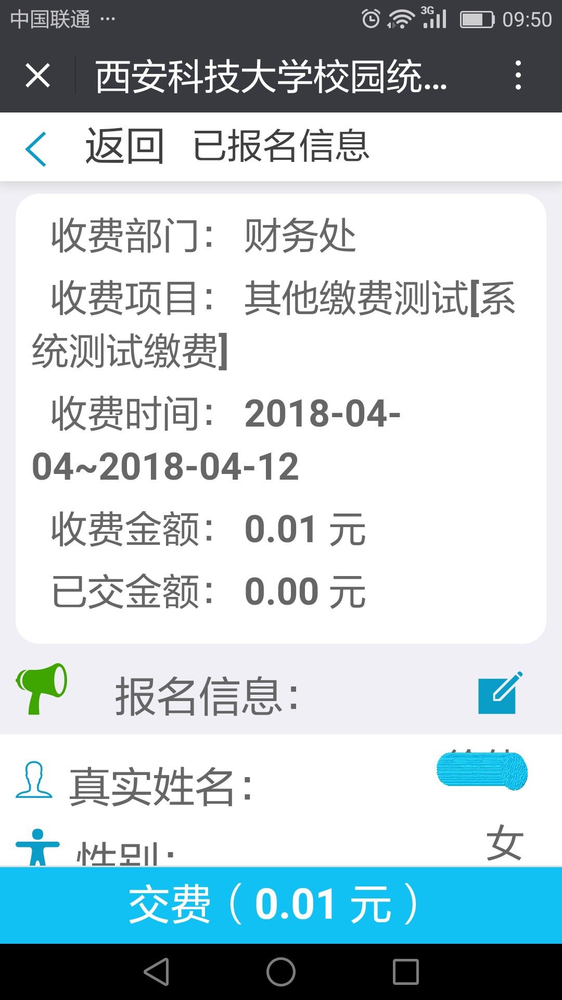 中国联通 ...
3G
09:50
西安科技大学校园统...
返回 已报名信息
收费部门： 财务处
收费项目： 其他缴费测试[系
统测试缴费]
收费时间： 2018-04-
04~2018-04-12
收费金额： 0.01 元
已交金额： 0.00 元
报名信息：
真实姓名：
女
性别：
交费（0.01 元）